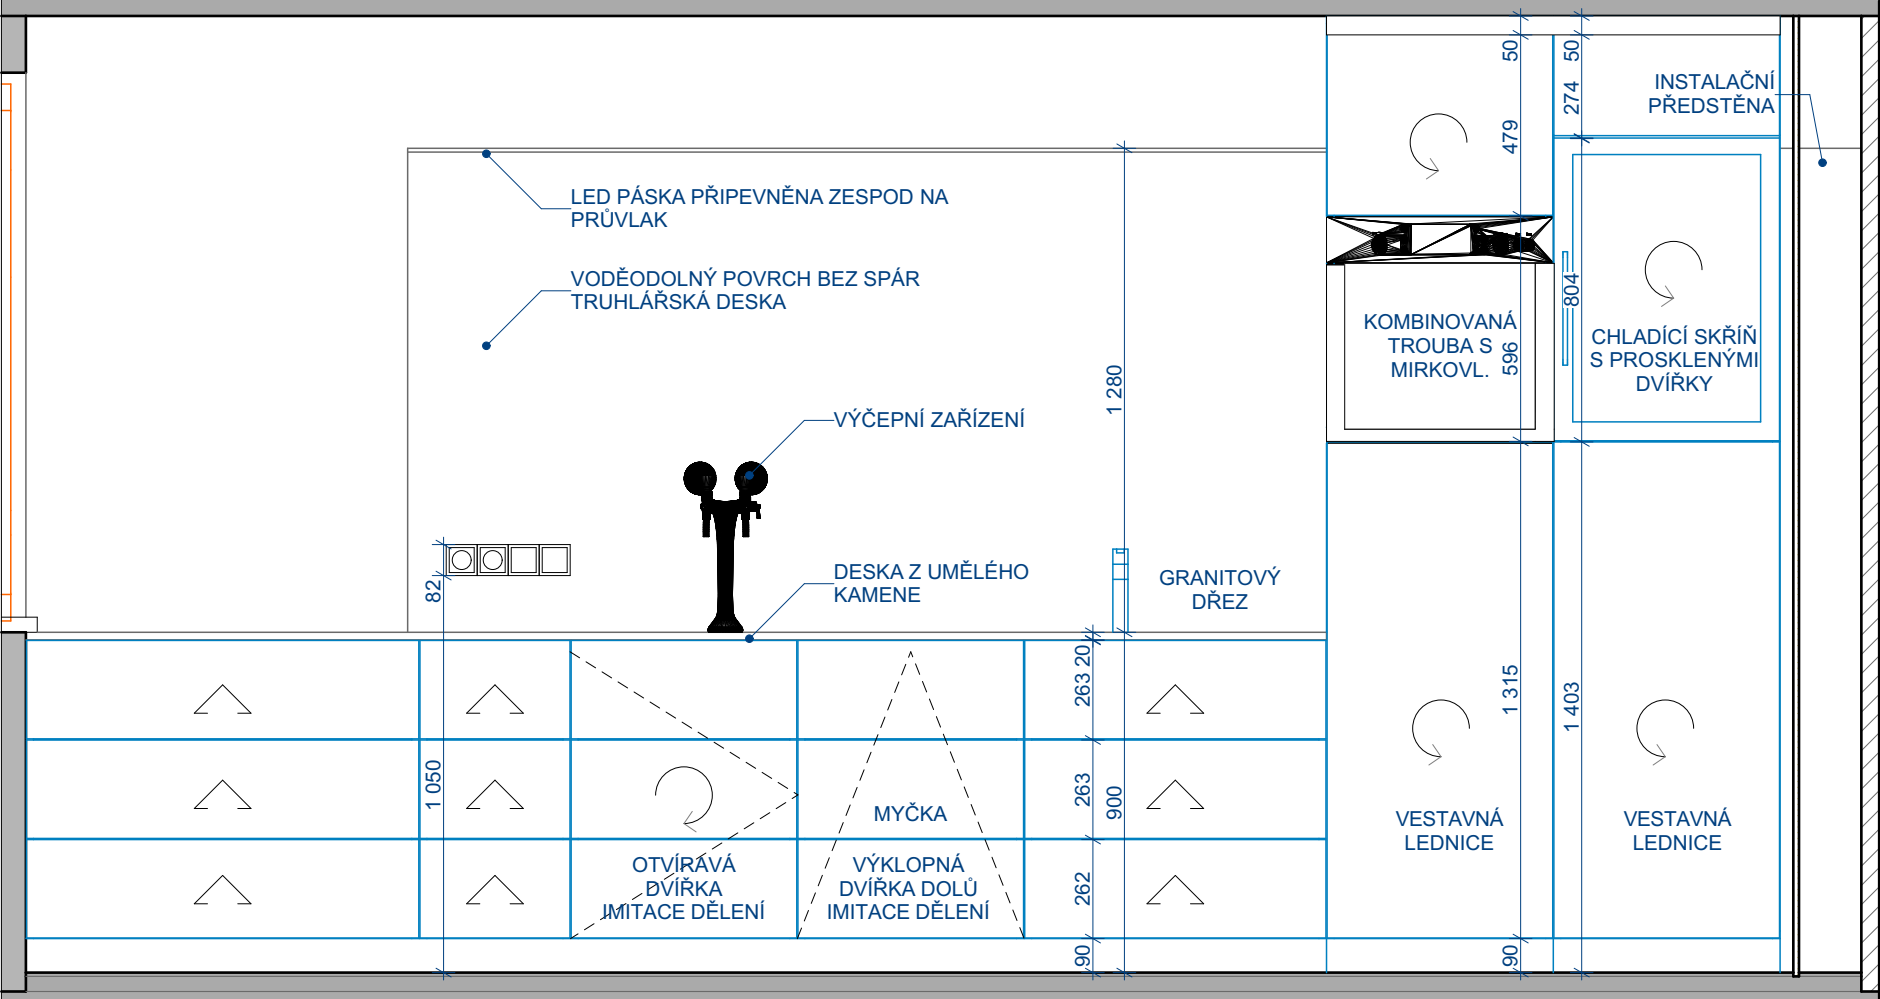 50
50
274
479
INSTALAČNÍ
PŘEDSTĚNA
LED PÁSKA PŘIPEVNĚNA ZESPOD NA
PRŮVLAK
VODĚODOLNÝ POVRCH BEZ SPÁR
TRUHLÁŘSKÁ DESKA
804
KOMBINOVANÁ
TROUBA S
MIRKOVL.
596
CHLADÍCÍ SKŘÍŇ
S PROSKLENÝMI
DVÍŘKY
1 280
VÝČEPNÍ ZAŘÍZENÍ
82
DESKA Z UMĚLÉHO
KAMENE
GRANITOVÝ
DŘEZ
20
263
1 315
1 403
1 050
263
900
MYČKA
VESTAVNÁ
LEDNICE
VESTAVNÁ
LEDNICE
OTVÍRAVÁ
DVÍŘKA
IMITACE DĚLENÍ
VÝKLOPNÁ
DVÍŘKA DOLŮ
IMITACE DĚLENÍ
262
90
90